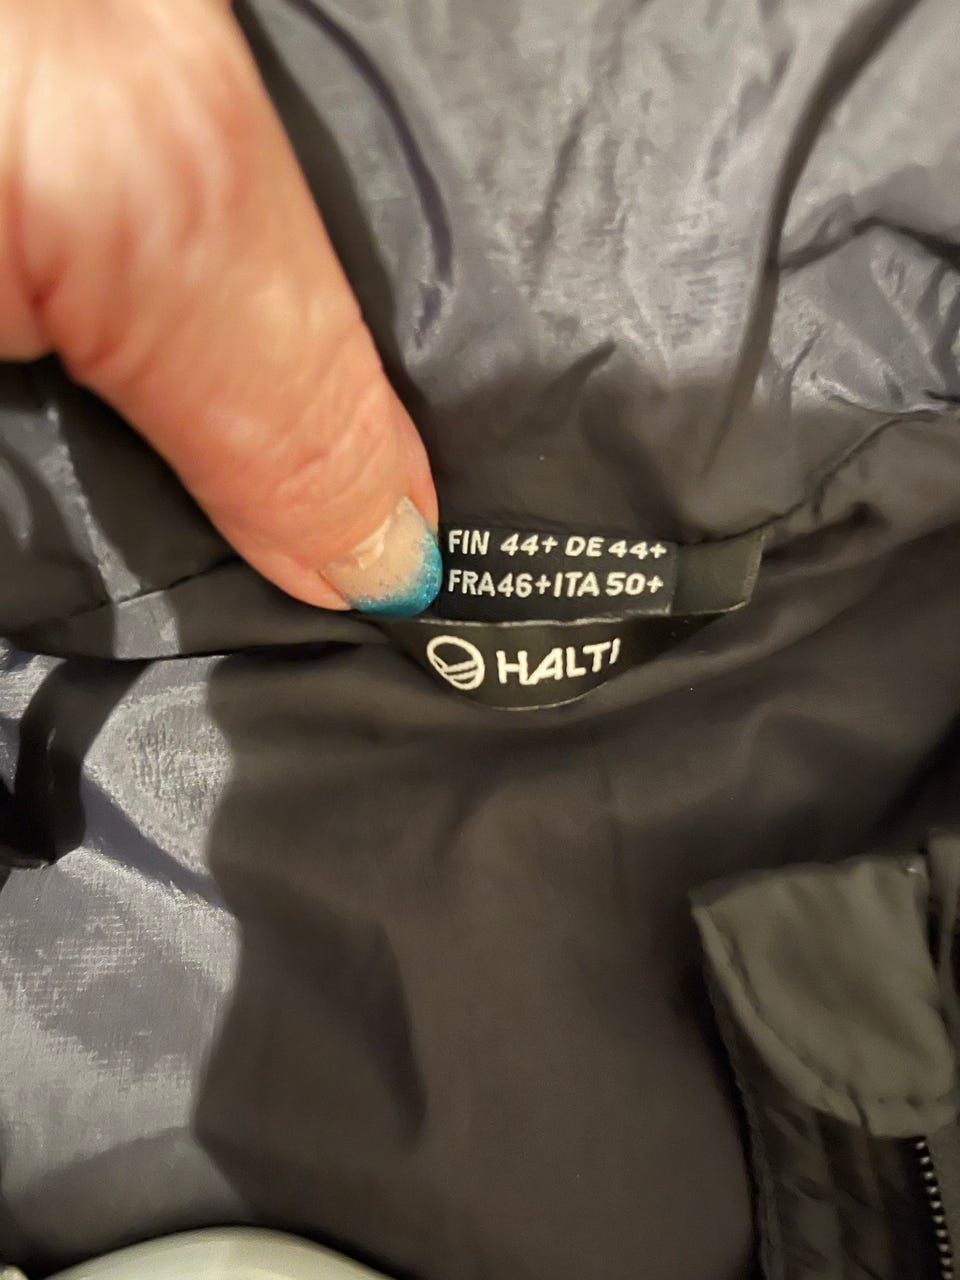 FIN 44+ DE 44+
FRA46+ITA 50+
HALTI